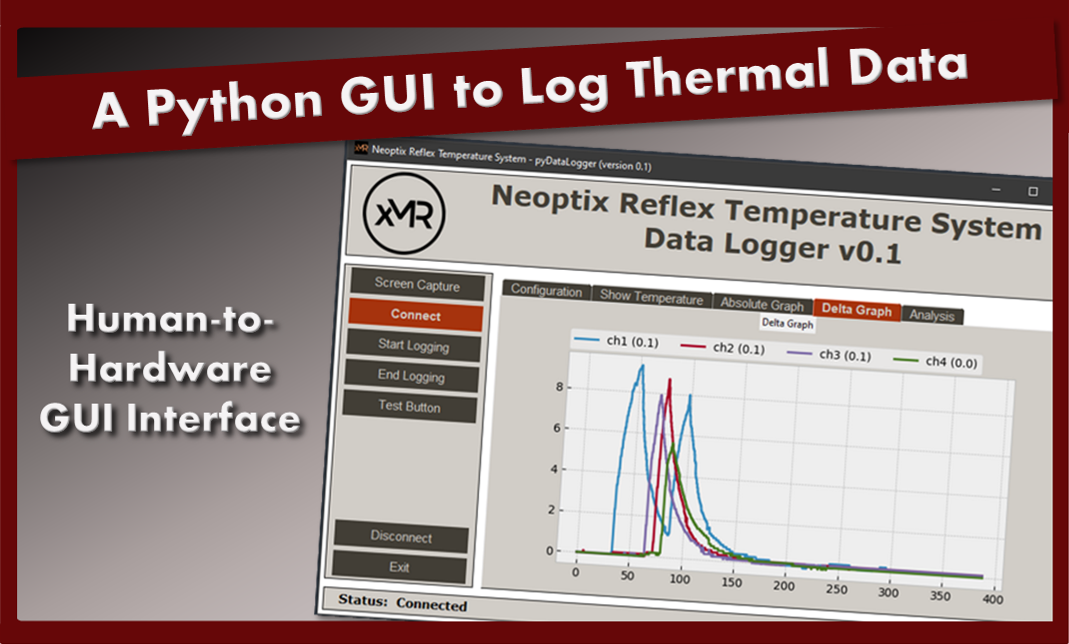 A Python GUI to Log Thermal Data
Human-to-
Hardware
GUI Interface
xMR Neoptix Reflex Temperature System - pyDataLogger (version 0.1)
xMR
Neoptix Reflex Temperature System
Data Logger v0.1
Screen Capture
Connect
Start Logging
End Logging
Test Button
Disconnect
Exit
Configuration Show Temperature Absolute Graph Delta Graph Analysis
Delta Graph
ch1 (0.1) ch2 (0.1) ch3 (0.1) ch4 (0.0)
8
6
4
2
0
0 50 100 150 200 250 300 350 400
Status: Connected